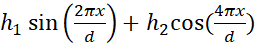 h₁ sin (2πx/d) + h₂cos(4πx/d)